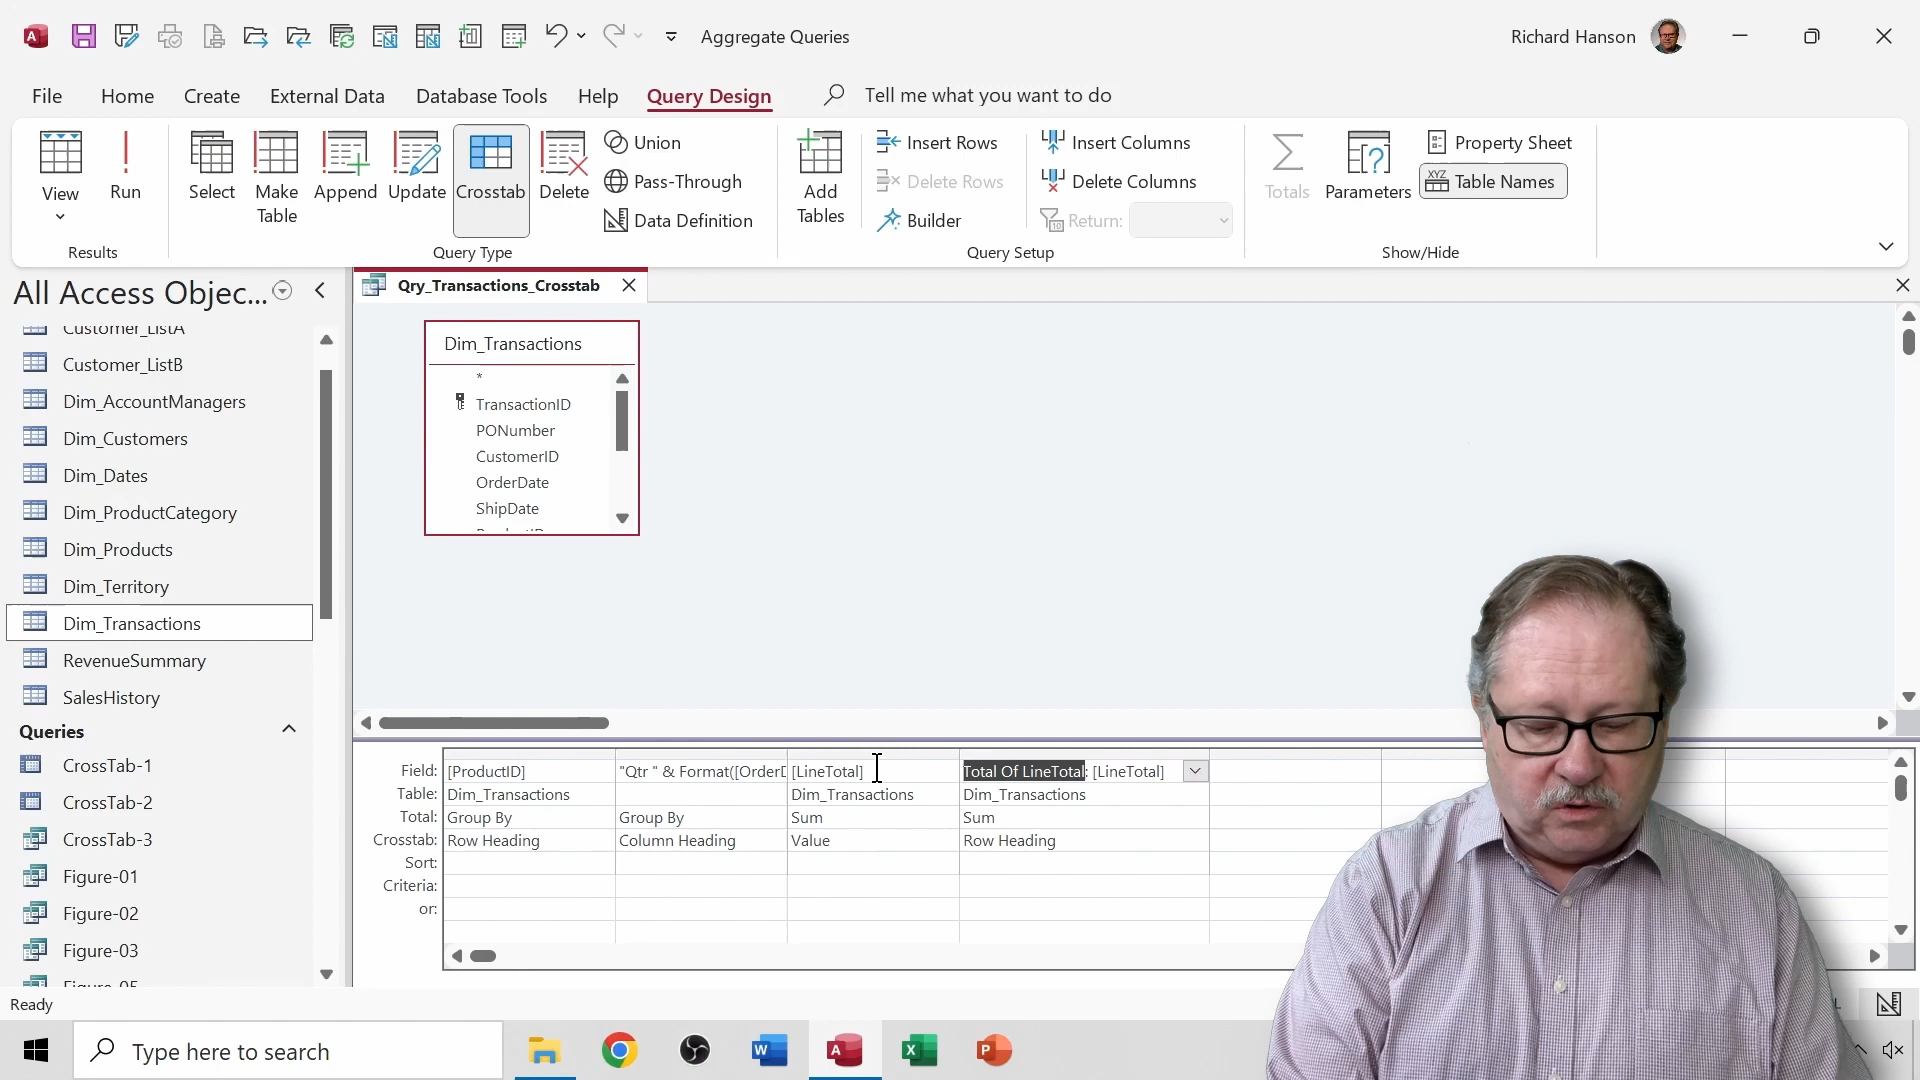 Aggregate Queries
Richard Hanson
File Home Create External Data Database Tools Help Query Design Tell me what you want to do
View
Run
Results
Select
Make Table
Append
Update
Crosstab
Delete
Union
Pass-Through
Data Definition
Query Type
Add Tables
Insert Rows
Delete Rows
Builder
Insert Columns
Delete Columns
Return:
Query Setup
Totals
Parameters
Property Sheet
Table Names
Show/Hide
All Access Objec...
Customer_ListA
Customer_ListB
Dim_AccountManagers
Dim_Customers
Dim_Dates
Dim_ProductCategory
Dim_Products
Dim_Territory
Dim_Transactions
RevenueSummary
SalesHistory
Queries
CrossTab-1
CrossTab-2
CrossTab-3
Figure-01
Figure-02
Figure-03
Qry_Transactions_Crosstab
Dim_Transactions
*
TransactionID
PONumber
CustomerID
OrderDate
ShipDate
Field: [ProductID] "Qtr " & Format([OrderD [LineTotal] Total Of LineTotal: [LineTotal]
Table: Dim_Transactions Dim_Transactions Dim_Transactions
Total: Group By Group By Sum Sum
Crosstab: Row Heading Column Heading Value Row Heading
Sort:
Criteria:
or:
Ready
Type here to search